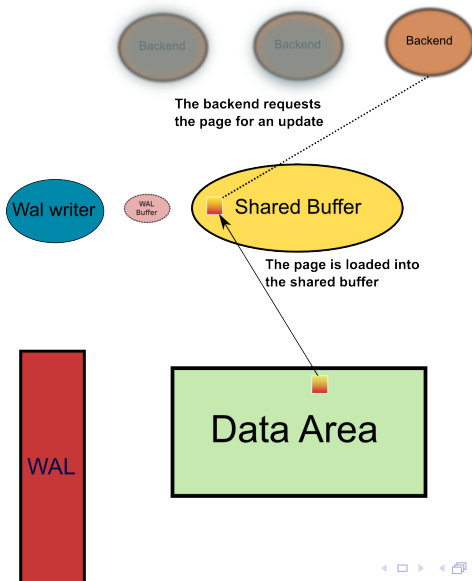 Backend
Backend
Backend
The backend requests
the page for an update
Wal writer
WAL
Buffer
Shared Buffer
The page is loaded into
the shared buffer
Data Area
WAL